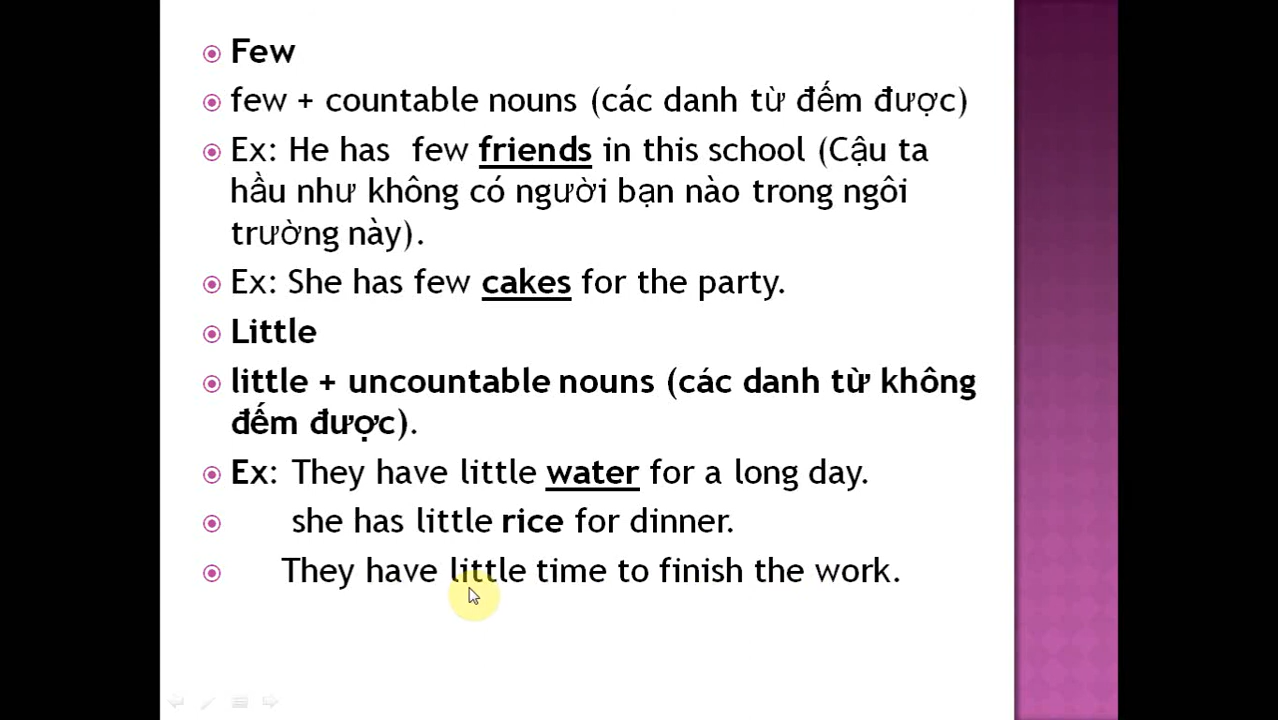 Few
few + countable nouns (các danh từ đếm được)
Ex: He has few friends in this school (Cậu ta
hầu như không có người bạn nào trong ngôi
trường này).
Ex: She has few cakes for the party.
Little
little + uncountable nouns (các danh từ không
đếm được).
Ex: They have little water for a long day.
she has little rice for dinner.
They have little time to finish the work.